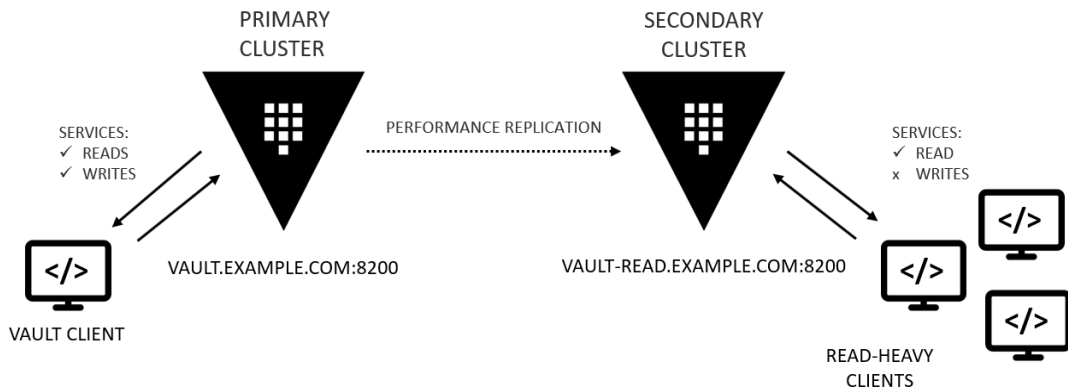 PRIMARY
CLUSTER
SECONDARY
CLUSTER
SERVICES:
✓ READS
✓ WRITES
PERFORMANCE REPLICATION
SERVICES:
✓ READ
x WRITES
</>
VAULT CLIENT
VAULT.EXAMPLE.COM:8200
VAULT-READ.EXAMPLE.COM:8200
</>
</>
</>
READ-HEAVY
CLIENTS